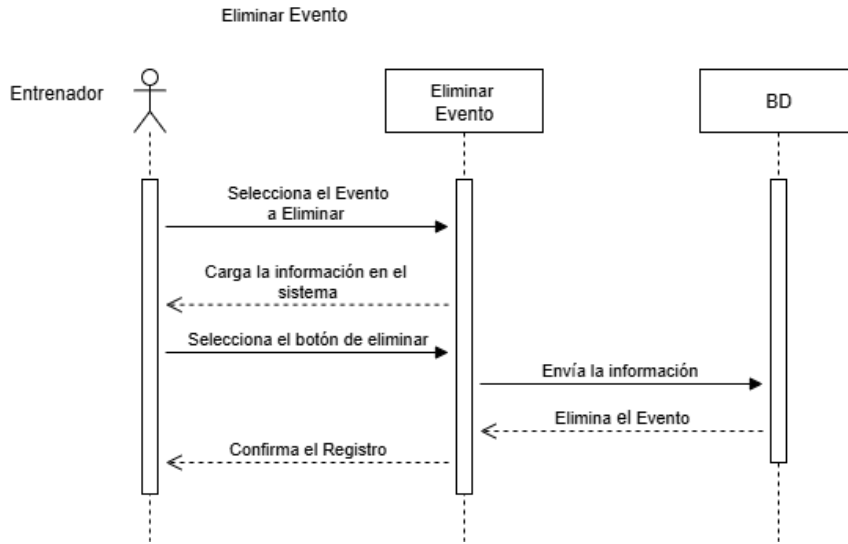 Eliminar Evento
Entrenador
Eliminar
Evento
BD
Selecciona el Evento
a Eliminar
Carga la información en el
sistema
Selecciona el botón de eliminar
Envía la información
Elimina el Evento
Confirma el Registro